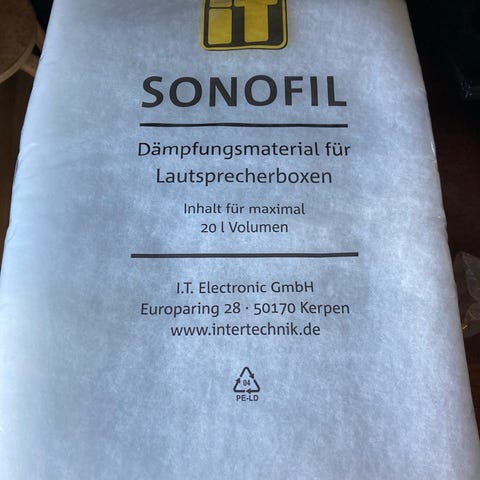 iT
SONOFIL
Dämpfungsmaterial für
Lautsprecherboxen
Inhalt für maximal
20 l Volumen
I.T. Electronic GmbH
Europaring 28 · 50170 Kerpen
www.intertechnik.de
04
PE-LD